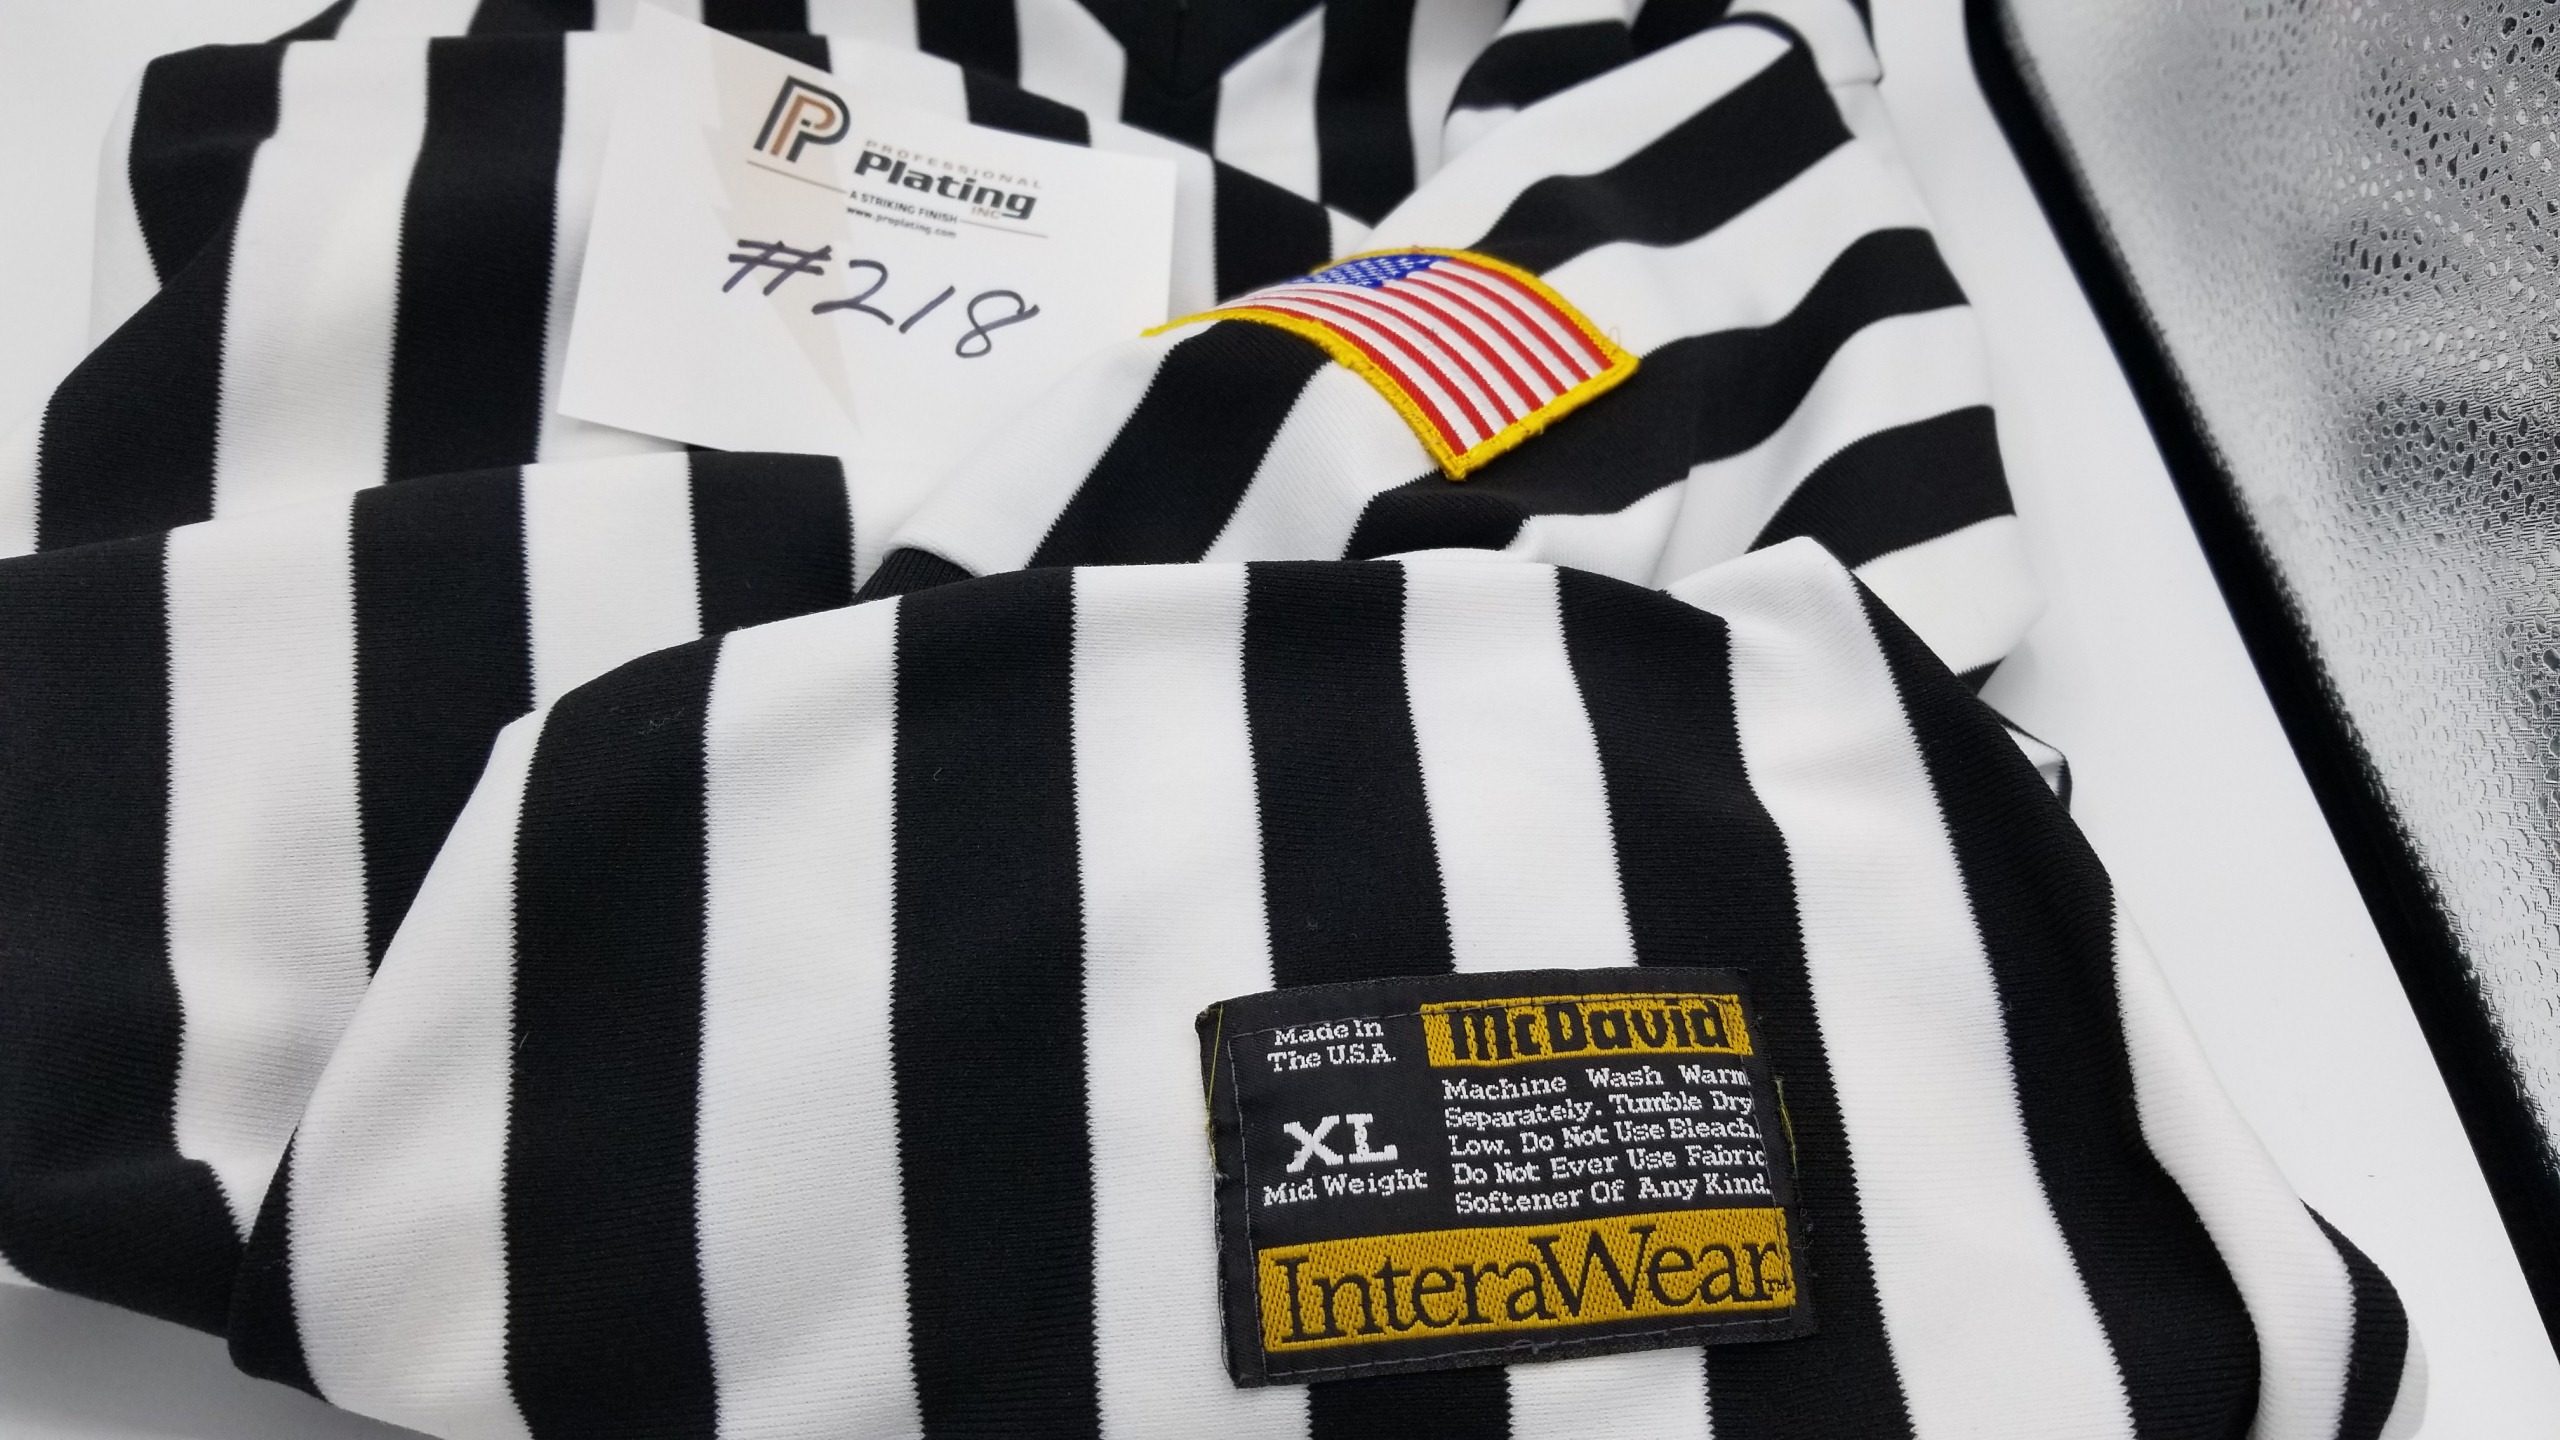 PROFESSIONAL
Plating
INC
A STRIKING FINISH
www.proplating.com
#218
Made In
The U.S.A.
XL
Mid Weight
McDavid
Machine Wash Warm
Separately. Tumble Dry
Low. Do Not Use Bleach.
Do Not Ever Use Fabric
Softener Of Any Kind.
InteraWear™